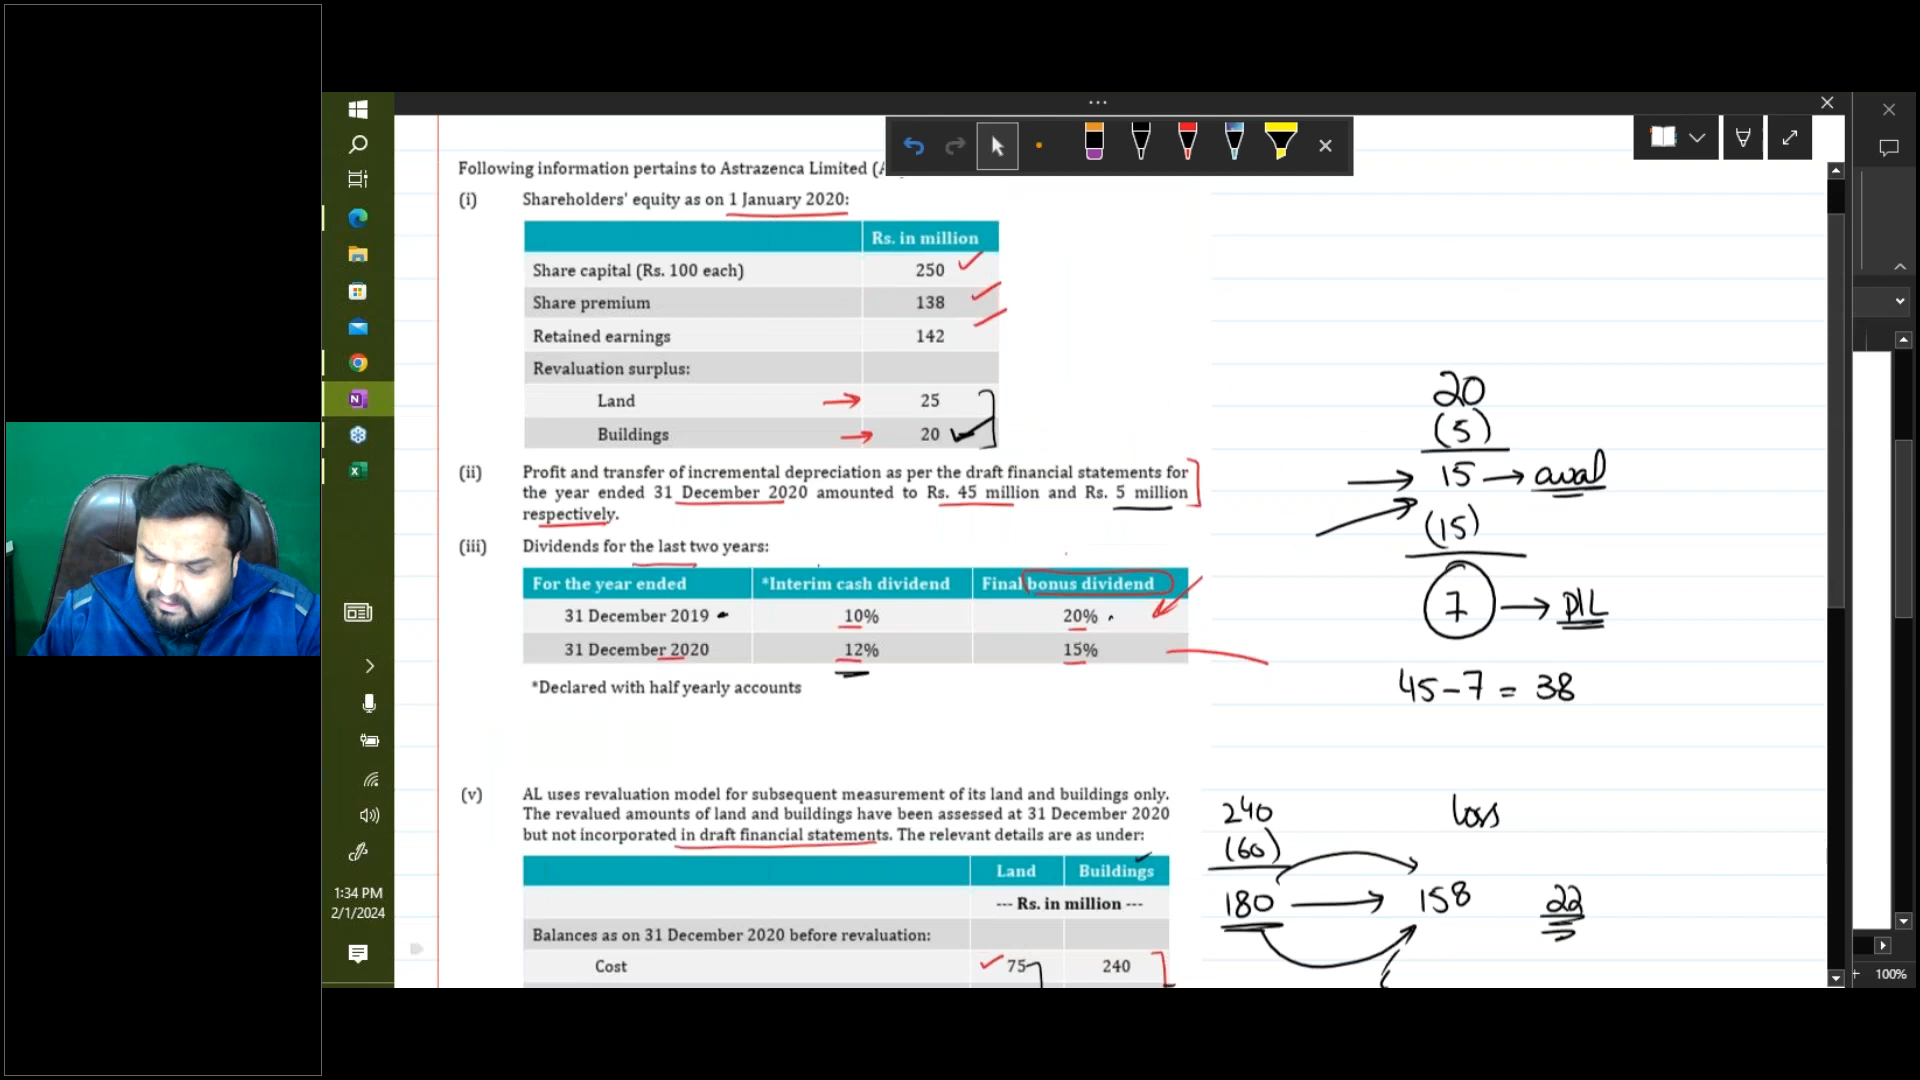 Following information pertains to Astrazenca Limited (A
(i) Shareholders' equity as on 1 January 2020:
Rs. in million
Share capital (Rs. 100 each) 250
Share premium 138
Retained earnings 142
Revaluation surplus:
Land 25
Buildings 20
(ii) Profit and transfer of incremental depreciation as per the draft financial statements for
the year ended 31 December 2020 amounted to Rs. 45 million and Rs. 5 million
respectively.
(iii) Dividends for the last two years:
For the year ended *Interim cash dividend Final bonus dividend
31 December 2019 10% 20%
31 December 2020 12% 15%
*Declared with half yearly accounts
20
(5)
15 → aval
(15)
7 → P/L
45 - 7 = 38
(v) AL uses revaluation model for subsequent measurement of its land and buildings only.
The revalued amounts of land and buildings have been assessed at 31 December 2020
but not incorporated in draft financial statements. The relevant details are as under:
Land Buildings
--- Rs. in million ---
Balances as on 31 December 2020 before revaluation:
Cost 75 240
240 loss
(60)
180 → 158 22
1:34 PM
2/1/2024
100%